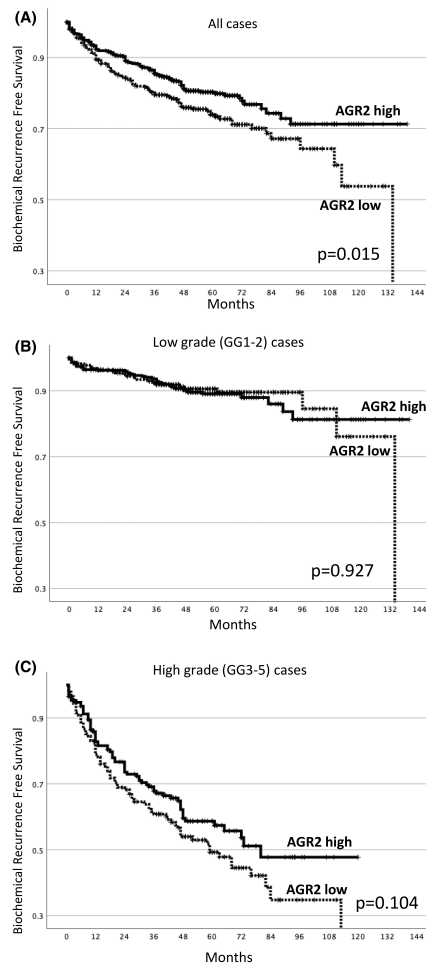 (A)
All cases
Biochemical Recurrence Free Survival
0.9
0.7
0.5
0.3
AGR2 high
AGR2 low
p=0.015
0 12 24 36 48 60 72 84 96 108 120 132 144
Months
(B)
Low grade (GG1-2) cases
Biochemical Recurrence Free Survival
0.9
0.7
0.5
0.3
AGR2 high
AGR2 low
p=0.927
0 12 24 36 48 60 72 84 96 108 120 132 144
Months
(C)
High grade (GG3-5) cases
Biochemical Recurrence Free Survival
0.9
0.7
0.5
0.3
AGR2 high
AGR2 low
p=0.104
0 12 24 36 48 60 72 84 96 108 120 132 144
Months